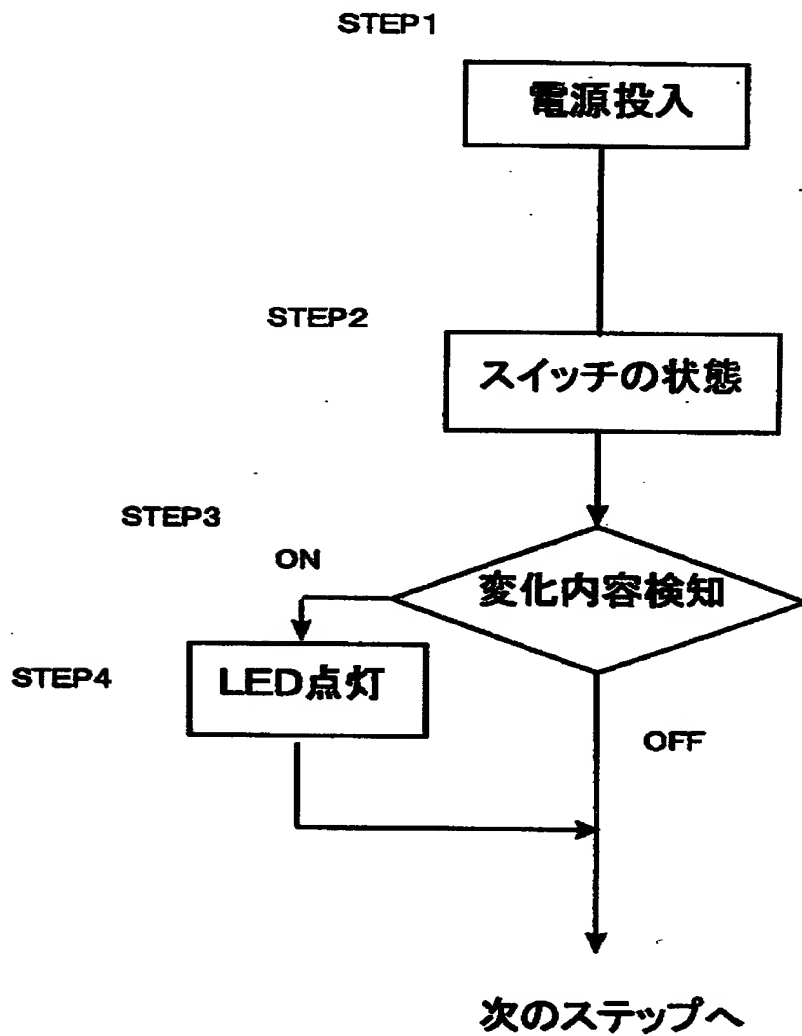 STEP1
電源投入
STEP2
スイッチの状態
STEP3
ON
変化内容検知
STEP4
LED点灯
OFF
次のステップへ